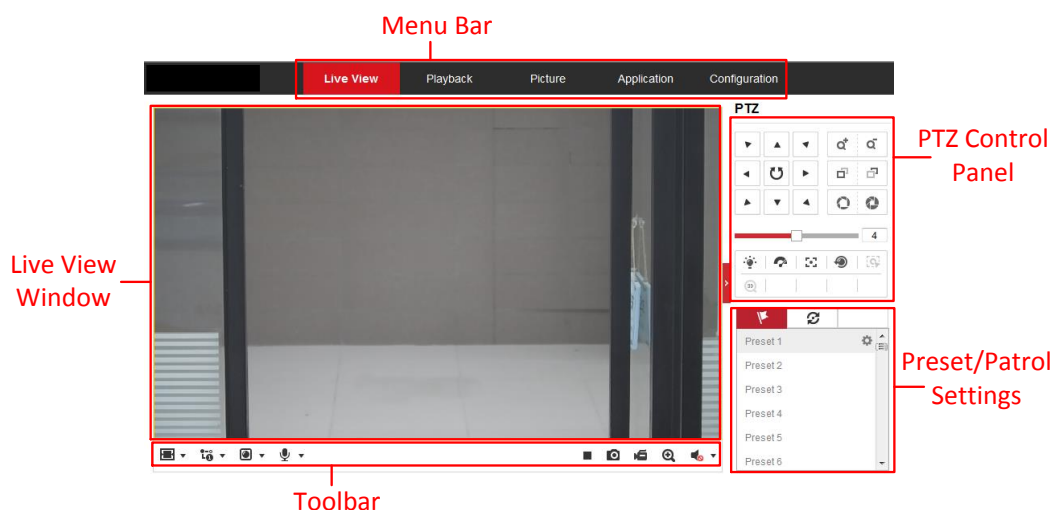 Menu Bar
Live View
Playback
Picture
Application
Configuration
PTZ
PTZ Control
Panel
4
Live View
Window
Preset 1
Preset 2
Preset 3
Preset 4
Preset 5
Preset 6
Preset/Patrol
Settings
Toolbar